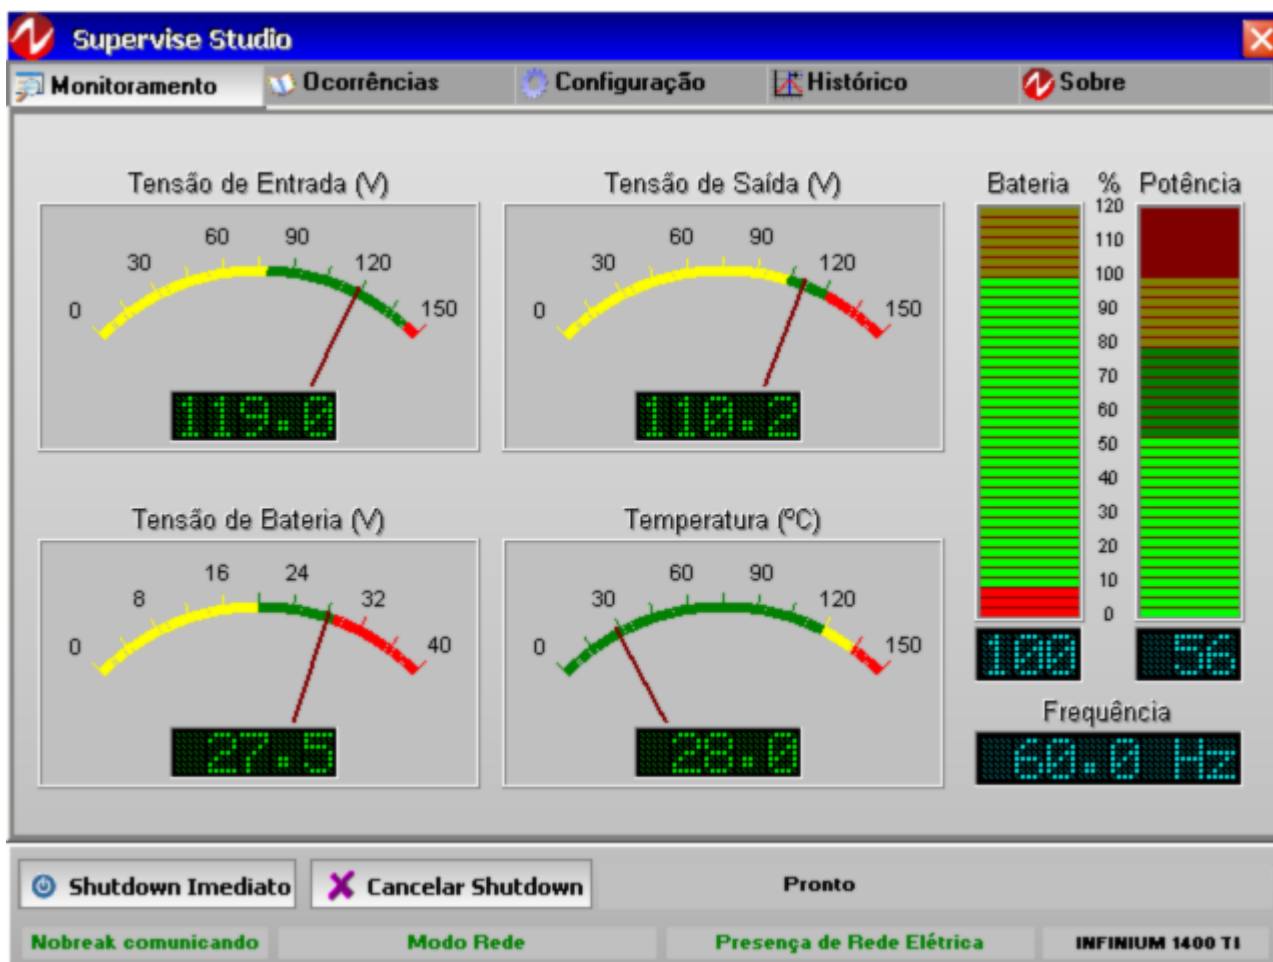 Supervise Studio
Monitoramento
Ocorrências
Configuração
Histórico
Sobre
Tensão de Entrada (V)
0 30 60 90 120 150
119.0
Tensão de Saída (V)
0 30 60 90 120 150
110.2
Bateria % Potência
120
110
100
90
80
70
60
50
40
30
20
10
0
100 56
Tensão de Bateria (V)
0 8 16 24 32 40
27.5
Temperatura (ºC)
0 30 60 90 120 150
28.0
Frequência
60.0 Hz
Shutdown Imediato
Cancelar Shutdown
Pronto
Nobreak comunicando
Modo Rede
Presença de Rede Elétrica
INFINIUM 1400 TI